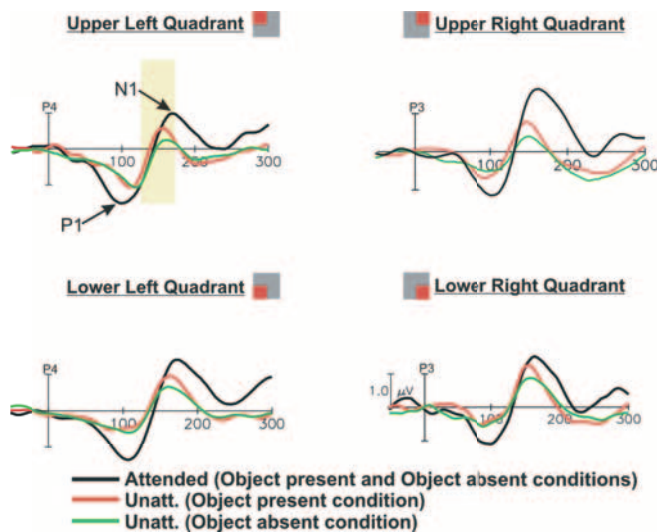 Upper Left Quadrant
Upper Right Quadrant
N1
P4
100
200
300
P1
P3
100
200
300
Lower Left Quadrant
Lower Right Quadrant
P4
100
200
300
1.0 μV
P3
100
200
300
Attended (Object present and Object absent conditions)
Unatt. (Object present condition)
Unatt. (Object absent condition)